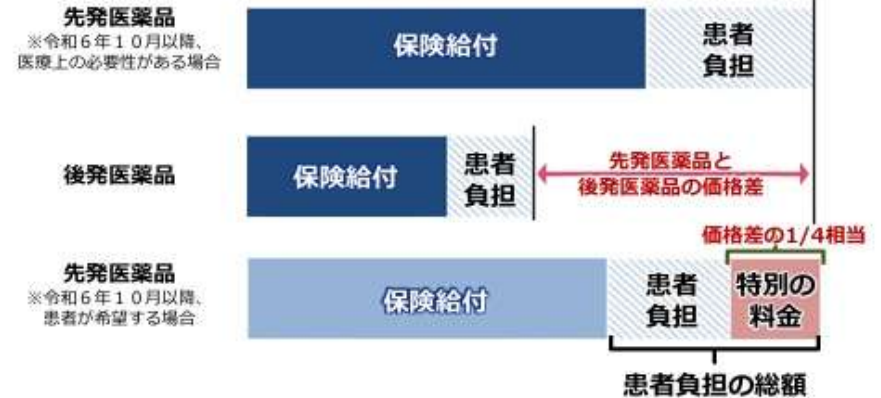 先発医薬品
※令和6年10月以降、
医療上の必要性がある場合
保険給付
患者
負担
後発医薬品
保険給付
患者
負担
先発医薬品と
後発医薬品の価格差
価格差の1/4相当
先発医薬品
※令和6年10月以降、
患者が希望する場合
保険給付
患者
負担
特別の
料金
患者負担の総額